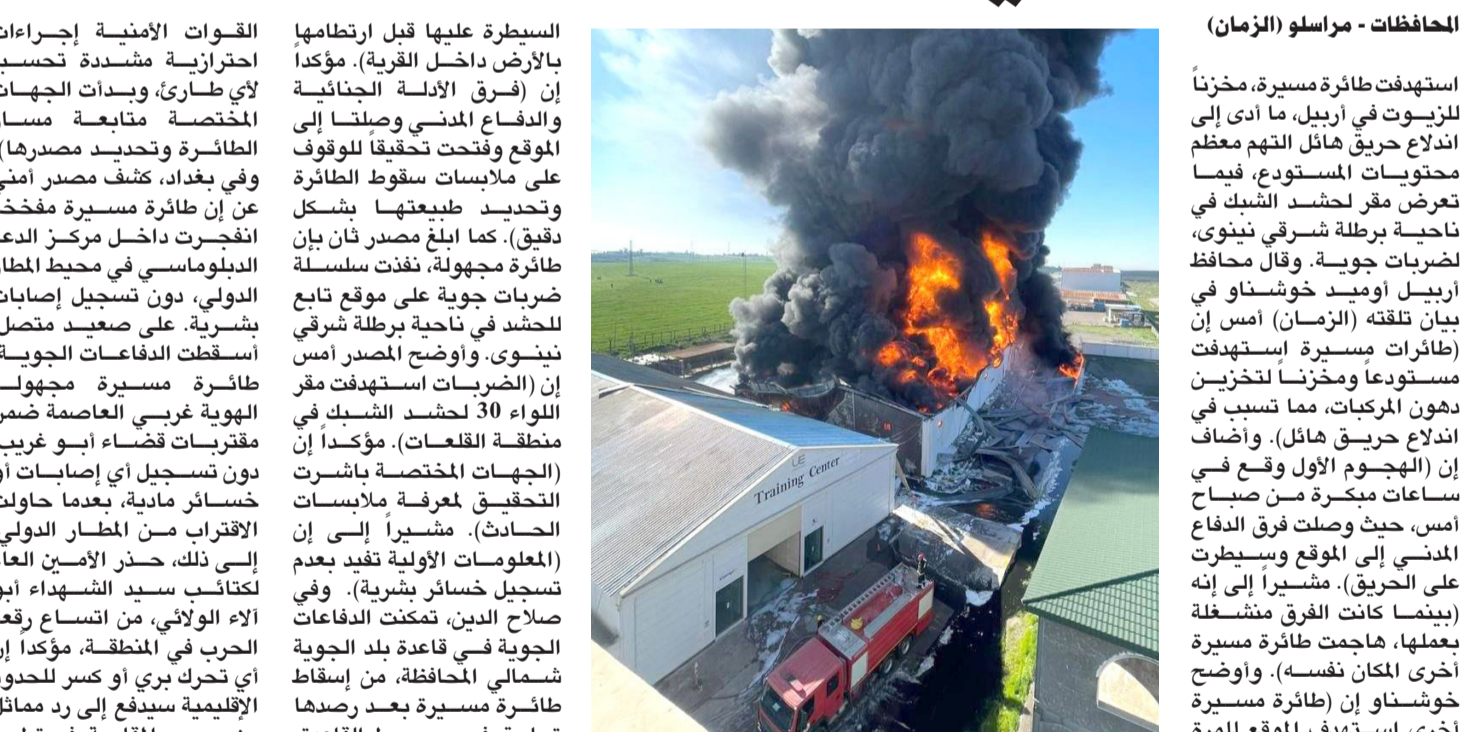 المحافظات - مراسلو (الزمان)
استهدفت طائرة مسيرة، مخزناً
للزيوت في أربيل، ما أدى إلى
اندلاع حريق هائل التهم معظم
محتويات المستودع، فيما
تعرض مقر لحشد الشبك في
ناحية برطلة شرقي نينوى،
لضربات جوية. وقال محافظ
أربيل أوميد خوشناو في
بيان تلقته (الزمان) أمس إن
(طائرات مسيرة استهدفت
مستودعاً ومخزناً لتخزين
دهون المركبات، مما تسبب في
اندلاع حريق هائل). وأضاف
إن (الهجوم الأول وقع في
ساعات مبكرة من صباح
أمس، حيث وصلت فرق الدفاع
المدني إلى الموقع وسيطرت
على الحريق). مشيراً إلى إنه
(بينما كانت الفرق منشغلة
بعملها، هاجمت طائرة مسيرة
أخرى المكان نفسه). وأوضح
خوشناو إن (طائرة مسيرة
أخرى استهدف الموقع للمرة
UE
Training Center
السيطرة عليها قبل ارتطامها
بالأرض داخل القرية). مؤكداً
إن (فرق الأدلة الجنائية
والدفاع المدني وصلتا إلى
الموقع وفتحت تحقيقاً للوقوف
على ملابسات سقوط الطائرة
وتحديد طبيعتها بشكل
دقيق). كما ابلغ مصدر ثان بإن
طائرة مجهولة، نفذت سلسلة
ضربات جوية على موقع تابع
للحشد في ناحية برطلة شرقي
نينوى. وأوضح المصدر أمس
إن (الضربات استهدفت مقر
اللواء 30 لحشد الشبك في
منطقة القلعات). مؤكداً إن
(الجهات المختصة باشرت
التحقيق لمعرفة ملابسات
الحادث). مشيراً إلى إن
(المعلومات الأولية تفيد بعدم
تسجيل خسائر بشرية). وفي
صلاح الدين، تمكنت الدفاعات
الجوية في قاعدة بلد الجوية
شمالي المحافظة، من إسقاط
طائرة مسيرة بعد رصدها
القوات الأمنية إجراءات
احترازية مشددة تحسب
لأي طارئ، وبدأت الجهات
المختصة متابعة مسار
الطائرة وتحديد مصدرها)
وفي بغداد، كشف مصدر أمني
عن إن طائرة مسيرة مفخخ
انفجرت داخل مركز الدع
الدبلوماسي في محيط المطار
الدولي، دون تسجيل إصابات
بشرية. على صعيد متصل
أسقطت الدفاعات الجوية
طائرة مسيرة مجهول
الهوية غربي العاصمة ضمن
مقتربات قضاء أبو غريب
دون تسجيل أي إصابات أو
خسائر مادية، بعدما حاولت
الاقتراب من المطار الدولي
إلى ذلك، حذر الأمين العا
لكتائب سيد الشهداء أبو
آلاء الولائي، من اتساع رقع
الحرب في المنطقة، مؤكداً إن
أي تحرك بري أو كسر للحدود
الإقليمية سيدفع إلى رد مماثل